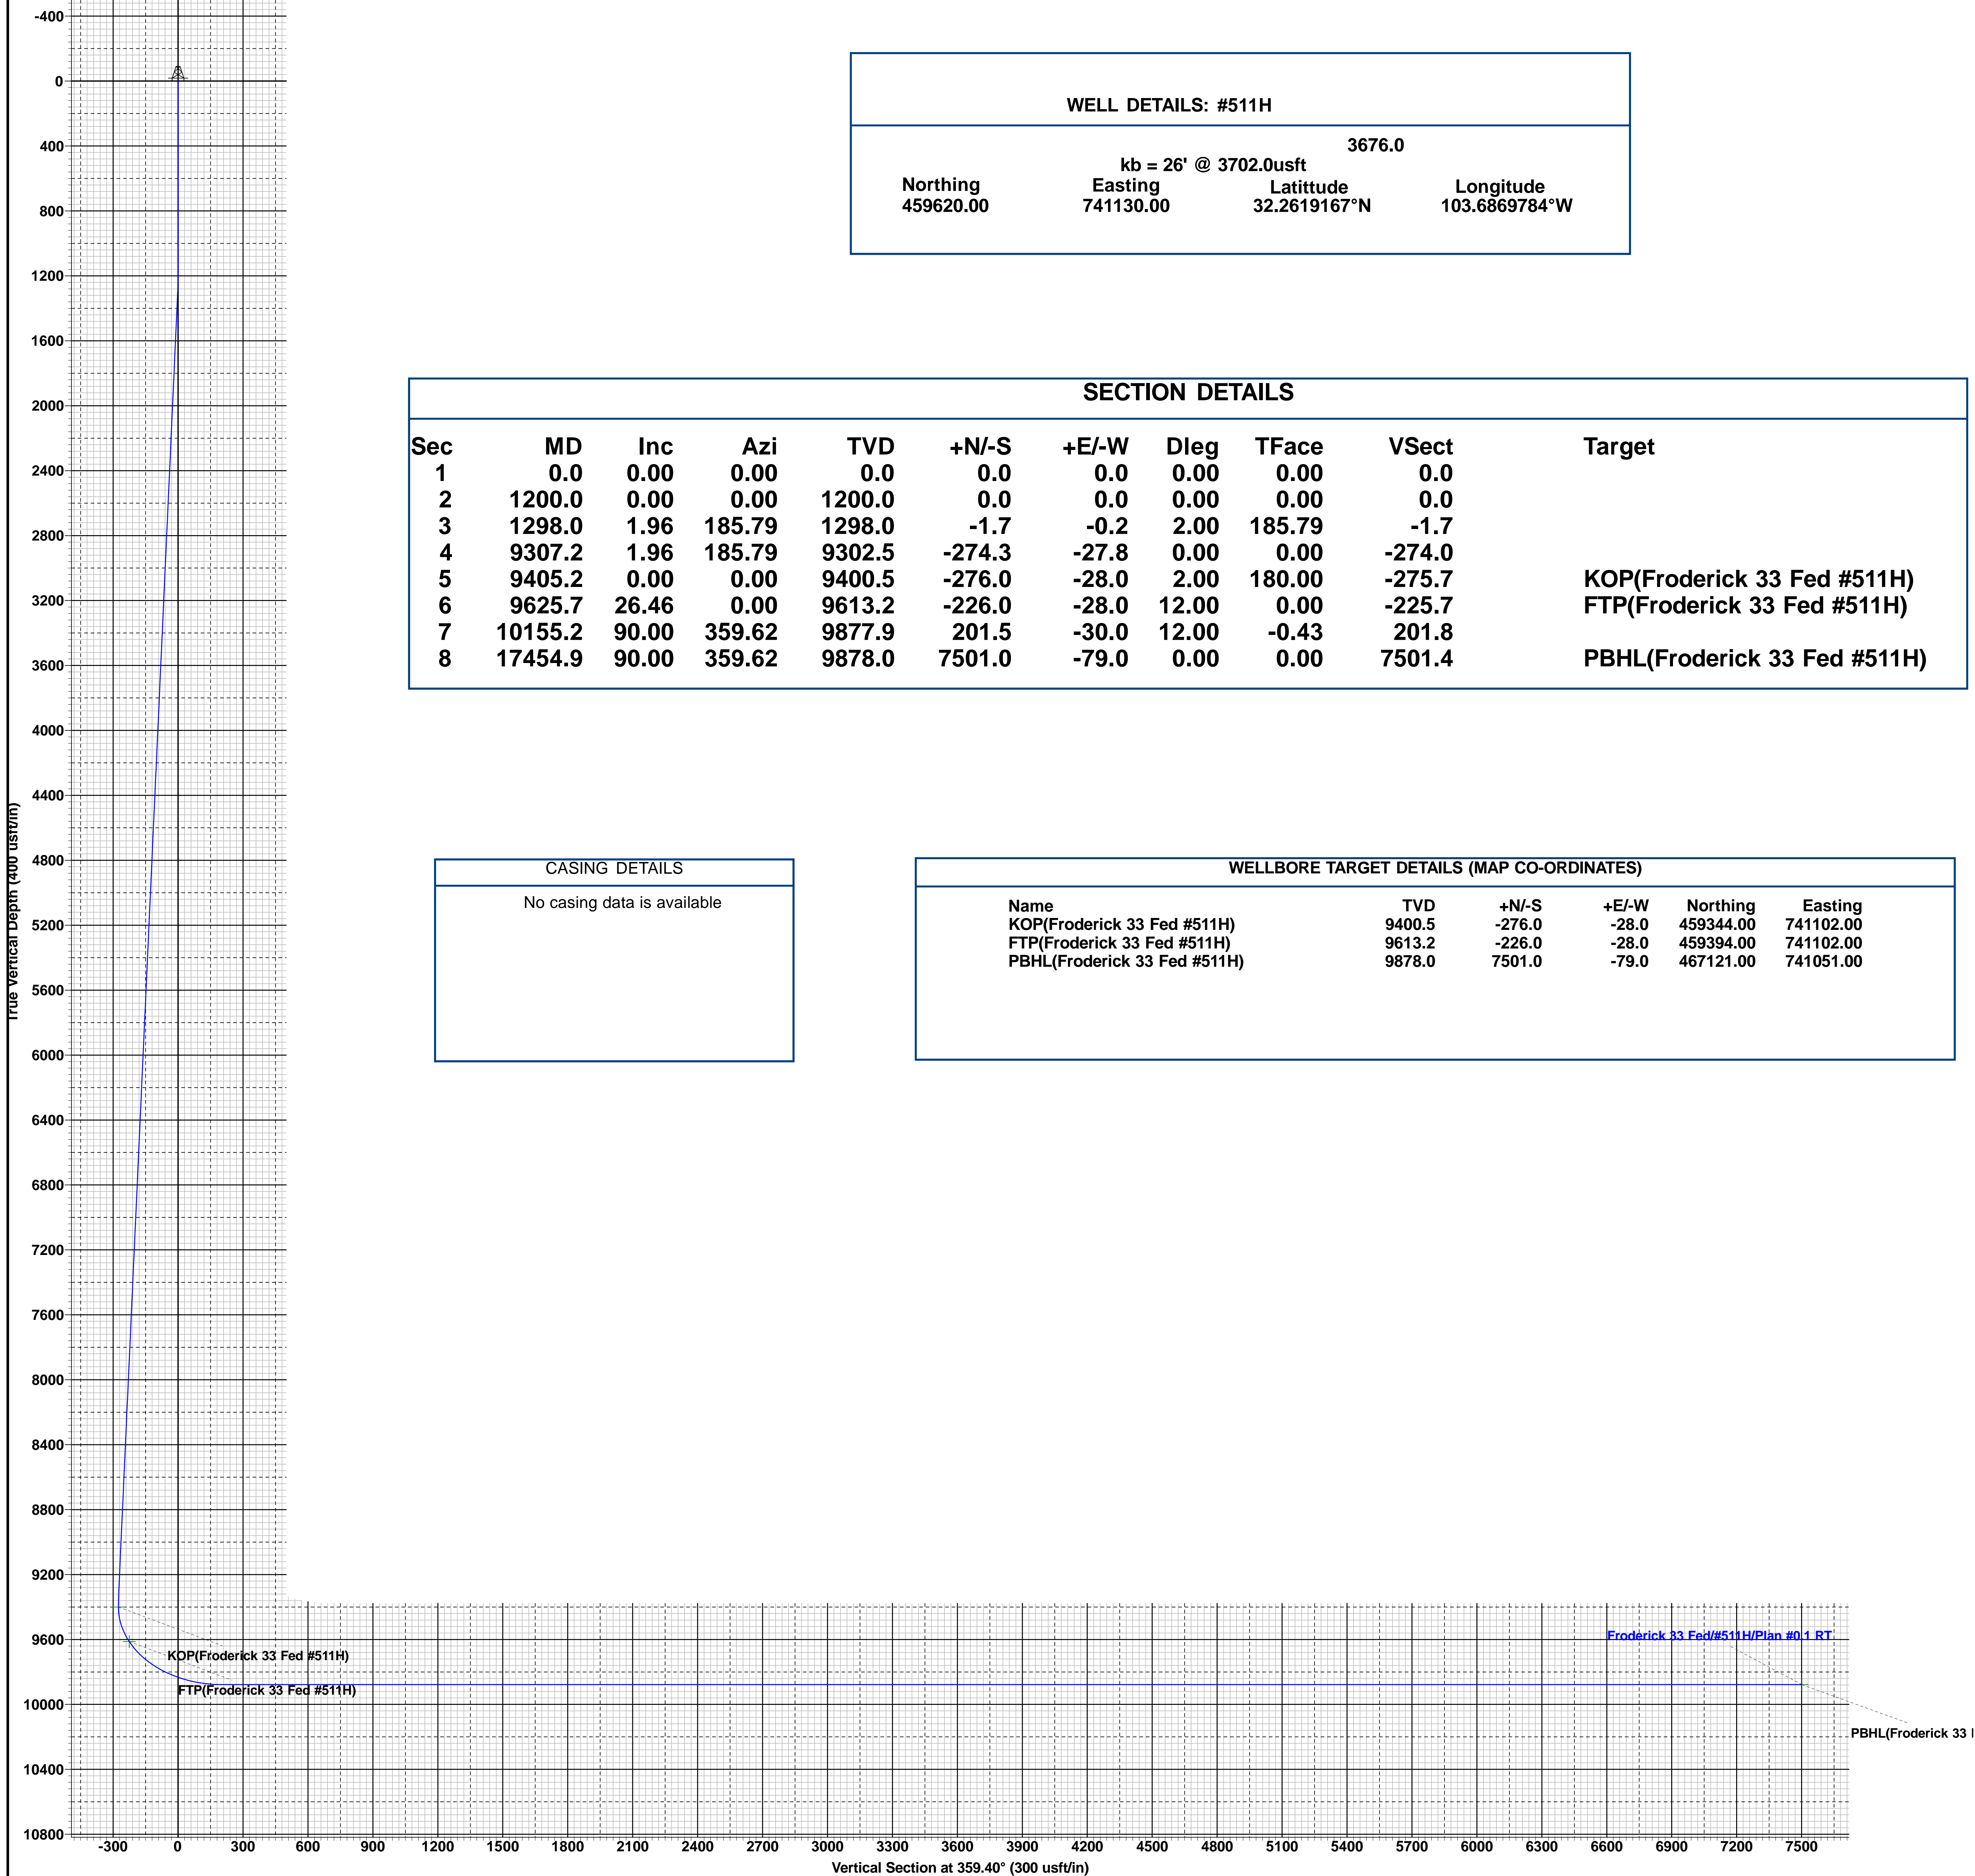 WELL DETAILS: #511H
3676.0
kb = 26' @ 3702.0usft
Northing Easting Latittude Longitude
459620.00 741130.00 32.2619167°N 103.6869784°W
SECTION DETAILS
Sec MD Inc Azi TVD +N/-S +E/-W Dleg TFace VSect Target
1 0.0 0.00 0.00 0.0 0.0 0.0 0.00 0.00 0.0
2 1200.0 0.00 0.00 1200.0 0.0 0.0 0.00 0.00 0.0
3 1298.0 1.96 185.79 1298.0 -1.7 -0.2 2.00 185.79 -1.7
4 9307.2 1.96 185.79 9302.5 -274.3 -27.8 0.00 0.00 -274.0
5 9405.2 0.00 0.00 9400.5 -276.0 -28.0 2.00 180.00 -275.7 KOP(Froderick 33 Fed #511H)
6 9625.7 26.46 0.00 9613.2 -226.0 -28.0 12.00 0.00 -225.7 FTP(Froderick 33 Fed #511H)
7 10155.2 90.00 359.62 9877.9 201.5 -30.0 12.00 -0.43 201.8
8 17454.9 90.00 359.62 9878.0 7501.0 -79.0 0.00 0.00 7501.4 PBHL(Froderick 33 Fed #511H)
CASING DETAILS
No casing data is available
WELLBORE TARGET DETAILS (MAP CO-ORDINATES)
Name TVD +N/-S +E/-W Northing Easting
KOP(Froderick 33 Fed #511H) 9400.5 -276.0 -28.0 459344.00 741102.00
FTP(Froderick 33 Fed #511H) 9613.2 -226.0 -28.0 459394.00 741102.00
PBHL(Froderick 33 Fed #511H) 9878.0 7501.0 -79.0 467121.00 741051.00
True Vertical Depth (400 usft/in)
-400
0
400
800
1200
1600
2000
2400
2800
3200
3600
4000
4400
4800
5200
5600
6000
6400
6800
7200
7600
8000
8400
8800
9200
9600
10000
10400
10800
KOP(Froderick 33 Fed #511H)
FTP(Froderick 33 Fed #511H)
Froderick 33 Fed/#511H/Plan #0.1 RT
PBHL(Froderick 33
-300 0 300 600 900 1200 1500 1800 2100 2400 2700 3000 3300 3600 3900 4200 4500 4800 5100 5400 5700 6000 6300 6600 6900 7200 7500
Vertical Section at 359.40° (300 usft/in)